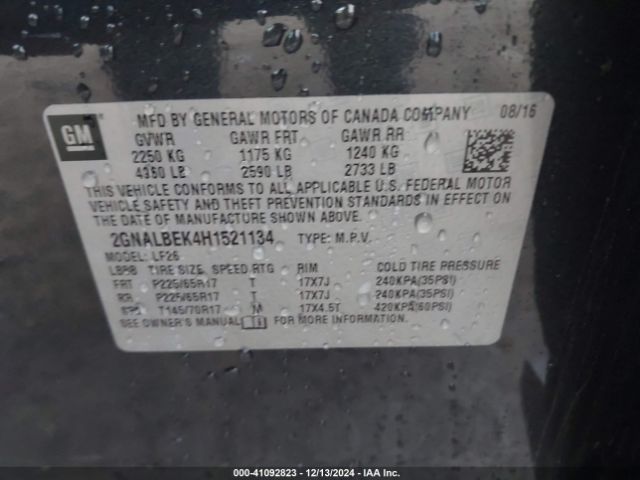 GM
MFD BY GENERAL MOTORS OF CANADA COMPANY 08/16
GVWR GAWR FRT GAWR RR
2250 KG 1175 KG 1240 KG
4960 LB 2590 LB 2733 LB
THIS VEHICLE CONFORMS TO ALL APPLICABLE U.S. FEDERAL MOTOR
VEHICLE SAFETY AND THEFT PREVENTION STANDARDS IN EFFECT ON
THE DATE OF MANUFACTURE SHOWN ABOVE.
2GNALBEK4H1521134 TYPE: M.P.V.
MODEL: LF26
TIRE SIZE SPEED RTG RIM COLD TIRE PRESSURE
FRT P225/65R17 T 17X7J 240KPA(35PSI)
RR P225/65R17 T 17X7J 240KPA(35PSI)
T145/70R17 M 17X4.5T 420KPA(60PSI)
SEE OWNER'S MANUAL FOR MORE INFORMATION.
000-41092823 - 12/13/2024 - IAA Inc.